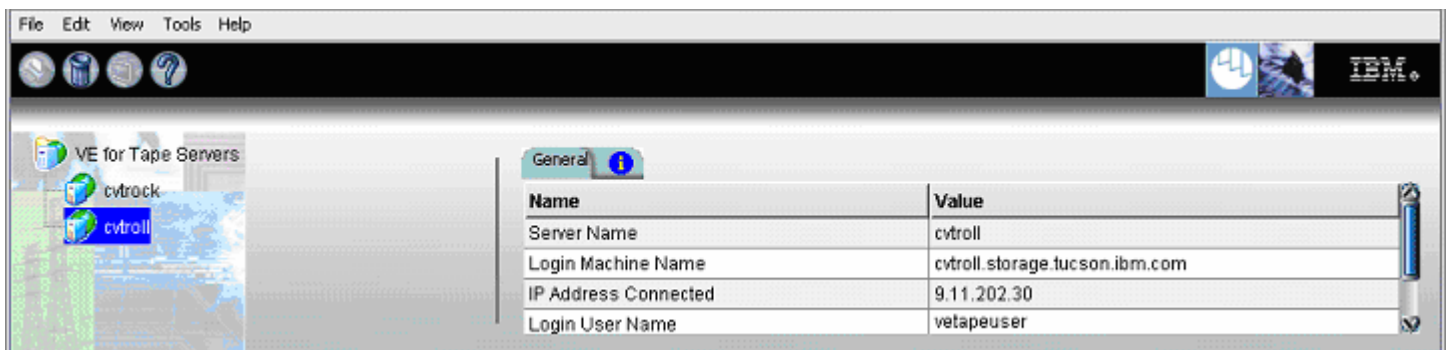 File Edit View Tools Help
IBM.
VE for Tape Servers
cvtrock
cvtroll
General
Name Value
Server Name cvtroll
Login Machine Name cvtroll.storage.tucson.ibm.com
IP Address Connected 9.11.202.30
Login User Name vetapeuser